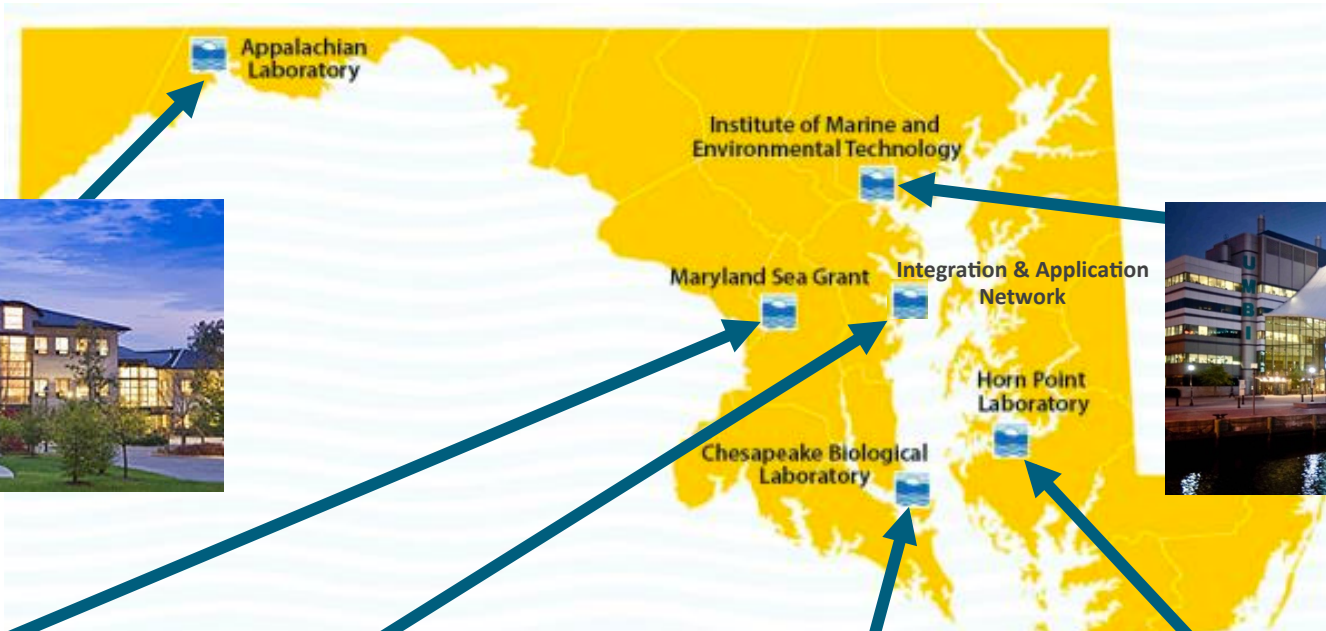 Appalachian
Laboratory
Institute of Marine and
Environmental Technology
Maryland Sea Grant
Integration & Application
Network
Horn Point
Laboratory
Chesapeake Biological
Laboratory
UMBI